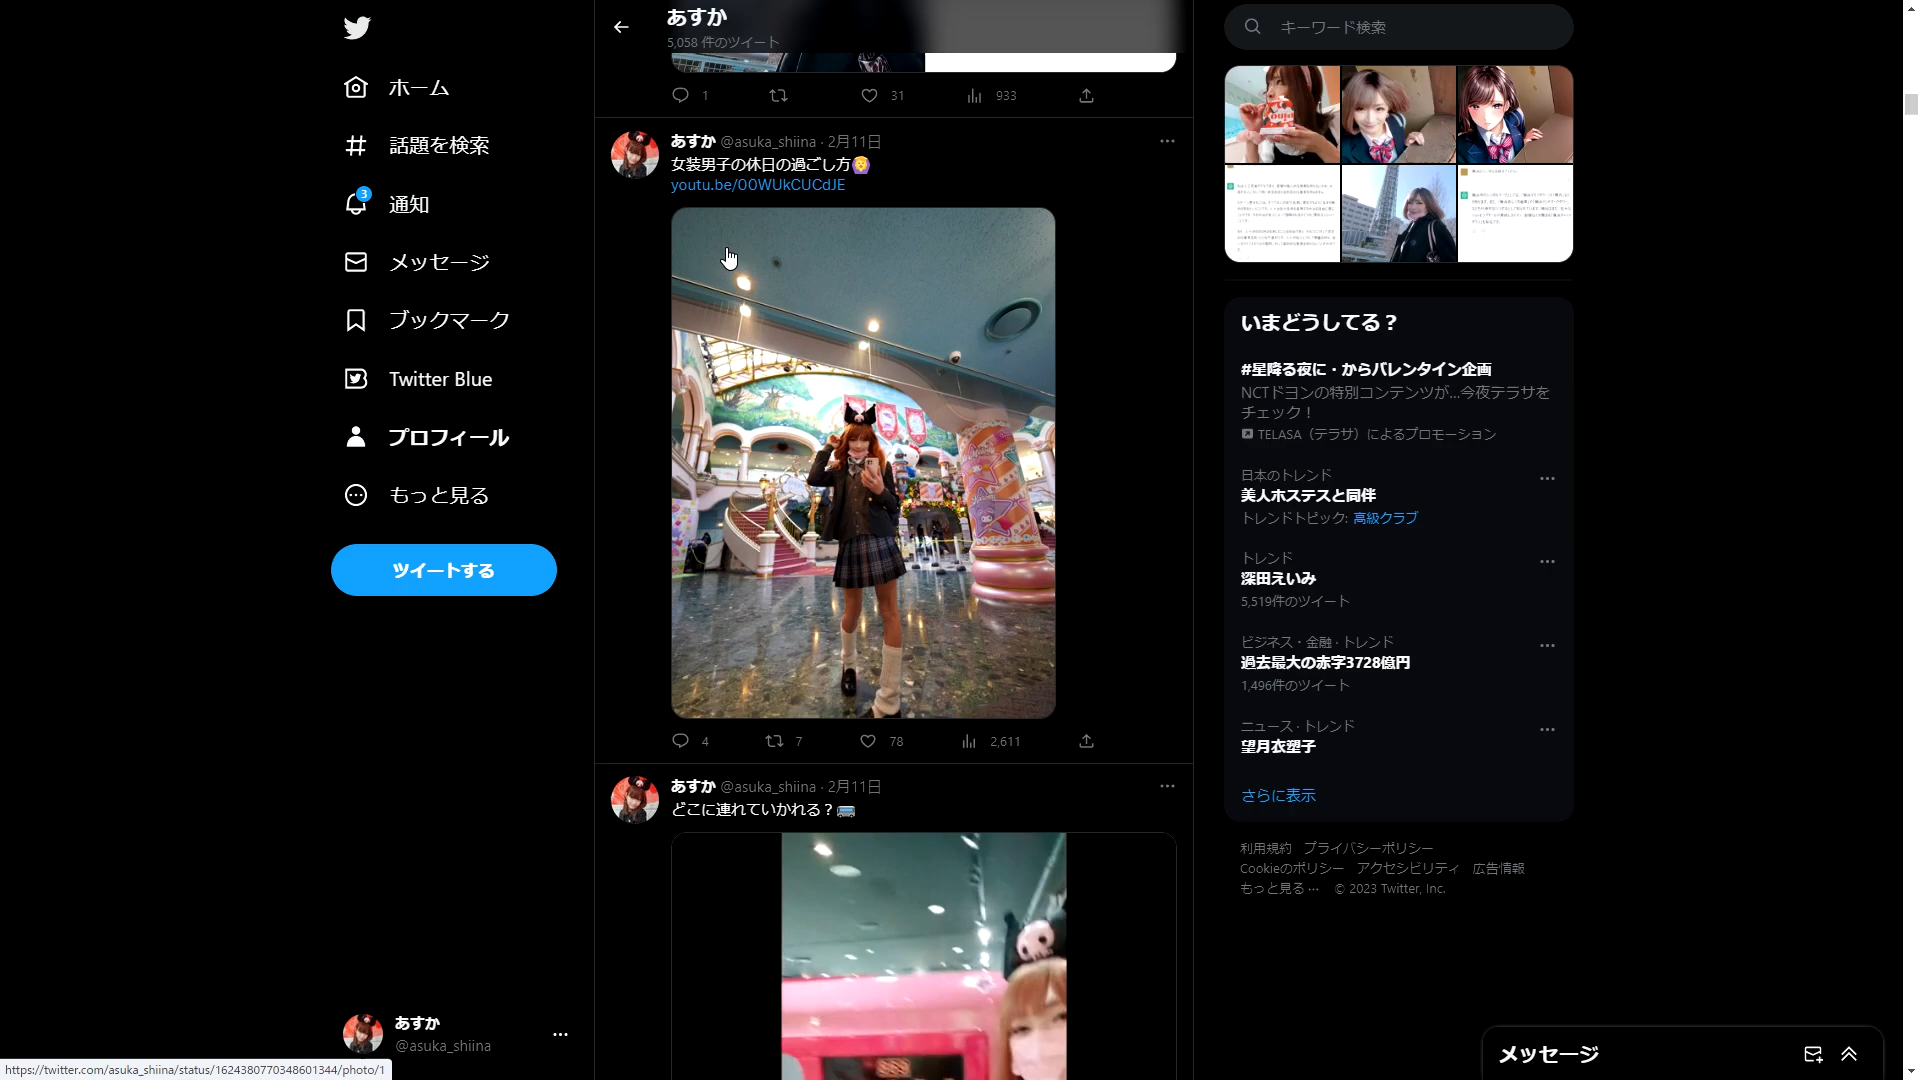 ホーム
話題を検索
3
通知
メッセージ
ブックマーク
Twitter Blue
プロフィール
もっと見る
ツイートする
あすか
@asuka_shiina
https://twitter.com/asuka_shiina/status/1624380770348601344/photo/1
あすか
5,058 件のツイート
1
31
933
あすか @asuka_shiina · 2月11日
女装男子の休日の過ごし方
youtu.be/00WUkCUCdJE
4
7
78
2,611
あすか @asuka_shiina · 2月11日
どこに連れていかれる？
キーワード検索
いまどうしてる？
#星降る夜に・からバレンタイン企画
NCTドヨンの特別コンテンツが...今夜テラサを
チェック！
TELASA（テラサ）によるプロモーション
日本のトレンド
美人ホステスと同伴
トレンドトピック: 高級クラブ
トレンド
深田えいみ
5,519件のツイート
ビジネス・金融 · トレンド
過去最大の赤字3728億円
1,496件のツイート
ニュース · トレンド
望月衣塑子
さらに表示
利用規約 プライバシーポリシー
Cookieのポリシー アクセシビリティ 広告情報
もっと見る ··· © 2023 Twitter, Inc.
メッセージ